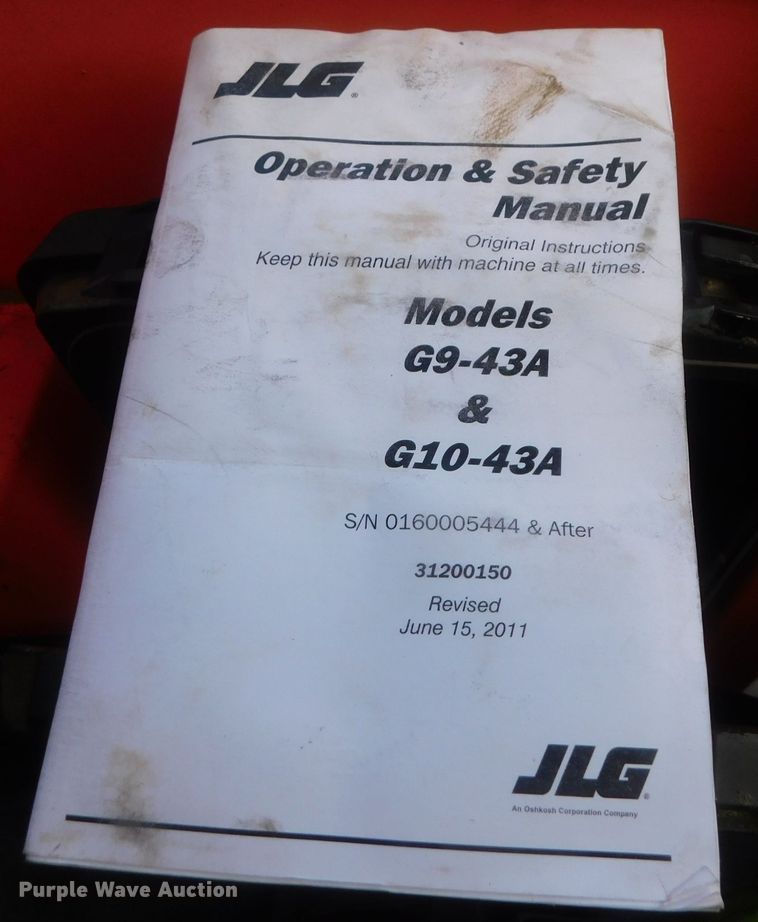 JLG®
Operation & Safety
Manual
Original Instructions
Keep this manual with machine at all times.
Models
G9-43A
&
G10-43A
S/N 0160005444 & After
31200150
Revised
June 15, 2011
JLG®
An Oshkosh Corporation Company
Purple Wave Auction